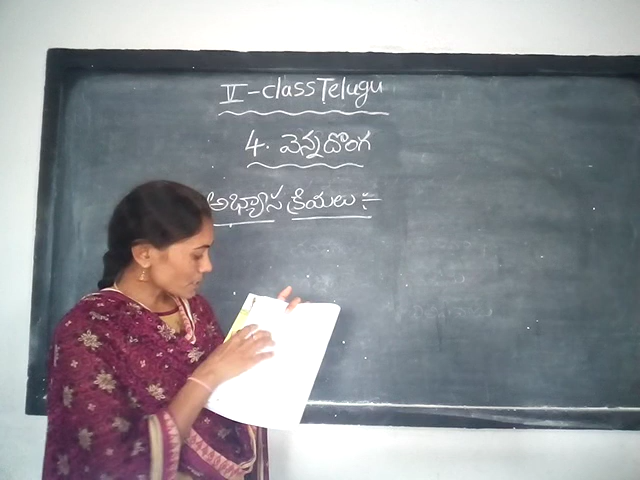 V - class Telugu
4. వెన్నదొంగ
అభ్యాస క్రియలు :-